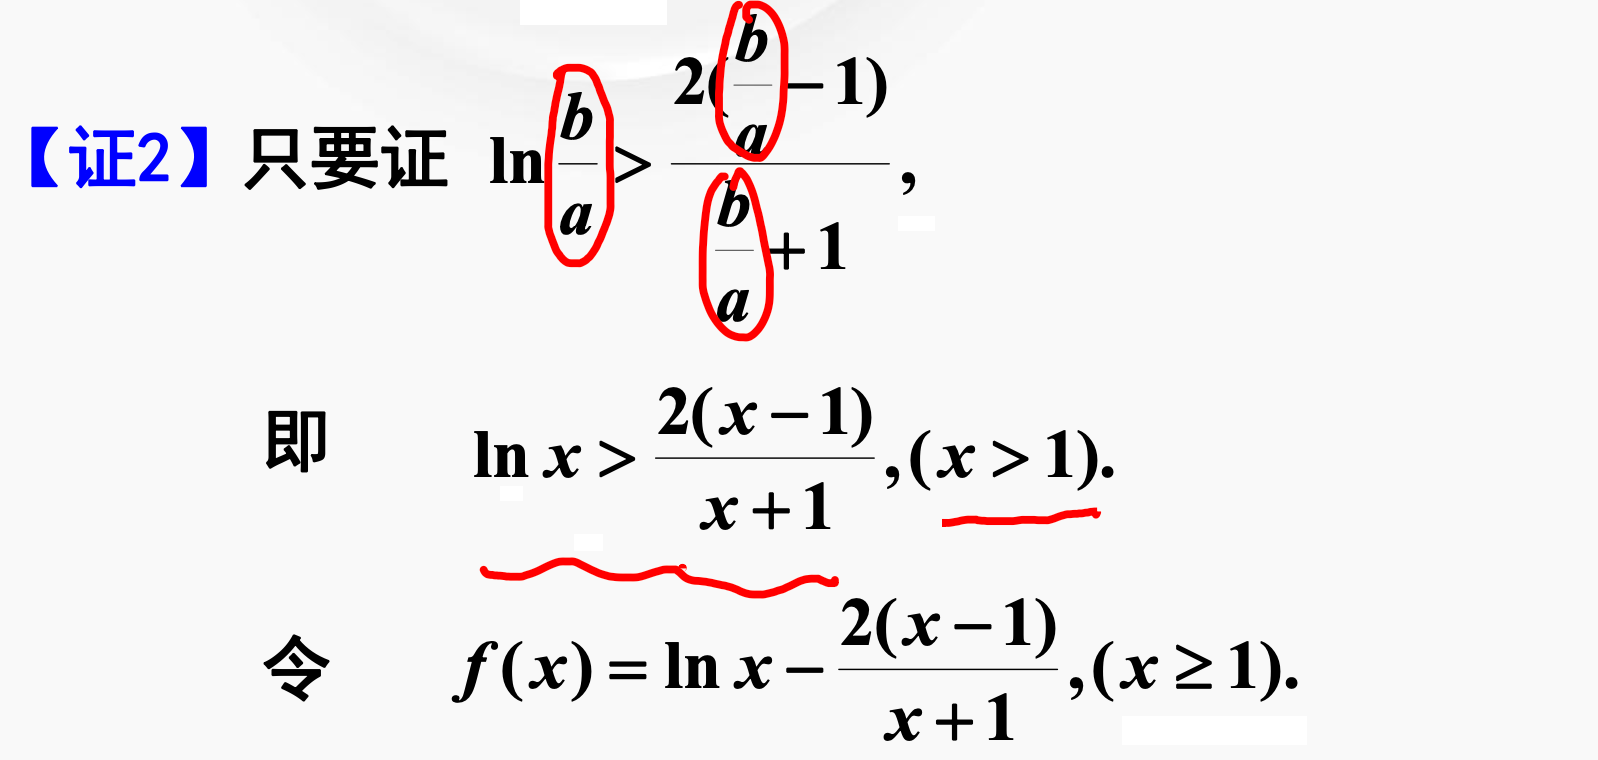 【证2】只要证 ln b/a > 2(b/a − 1) / (b/a + 1) ,
即 ln x > 2(x − 1) / (x + 1) , (x > 1).
令 f(x) = ln x − 2(x − 1) / (x + 1) , (x ≥ 1).